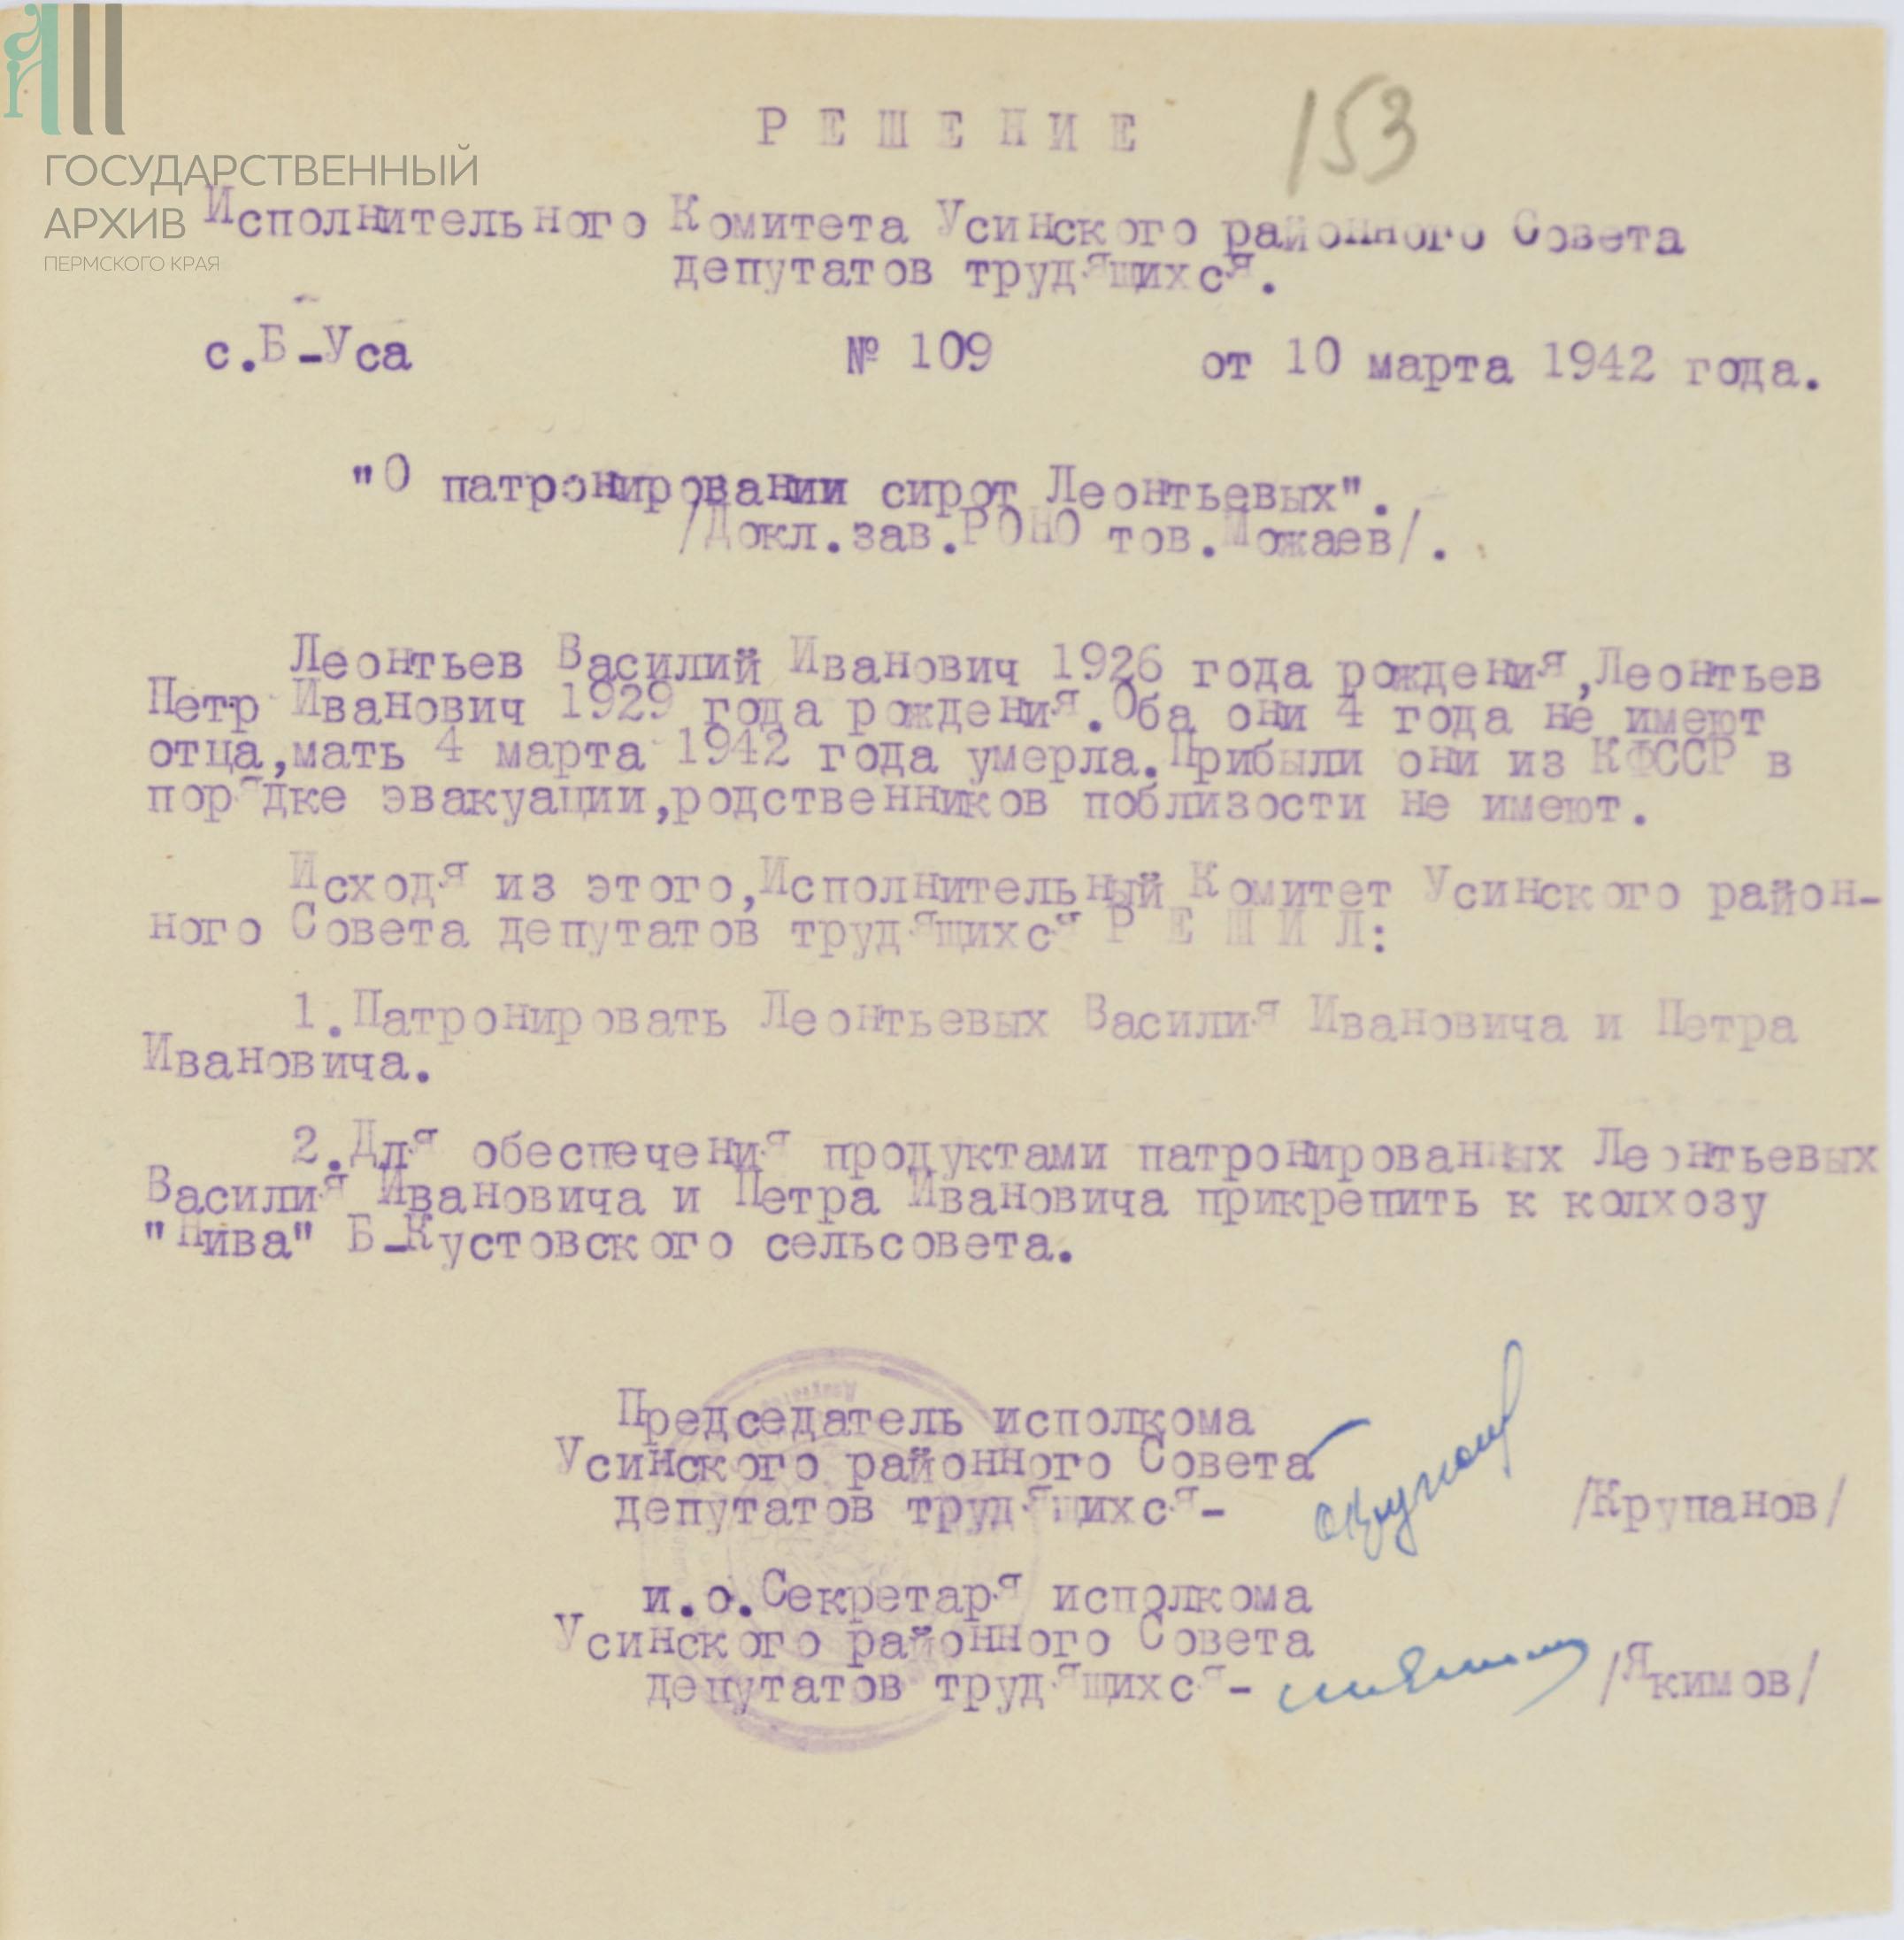 ГОСУДАРСТВЕННЫЙ
АРХИВ
ПЕРМСКОГО КРАЯ
153
РЕШЕНИЕ
Исполнительного Комитета Усинского районного Совета
депутатов трудящихся.
с.Б-Уса № 109 от 10 марта 1942 года.
"О патронировании сирот Леонтьевых".
/Докл.зав.РОНО тов.Можаев/.
Леонтьев Василий Иванович 1926 года рождения,Леонтьев
Петр Иванович 1929 года рождения.Оба они 4 года не имеют
отца,мать 4 марта 1942 года умерла.Прибыли они из КФССР в
порядке эвакуации,родственников поблизости не имеют.
Исходя из этого,Исполнительный Комитет Усинского район-
ного Совета депутатов трудящихся Р Е Ш И Л:
1.Патронировать Леонтьевых Василия Ивановича и Петра
Ивановича.
2.Для обеспечения продуктами патронированных Леонтьевых
Василия Ивановича и Петра Ивановича прикрепить к колхозу
"Нива" Б-Кустовского сельсовета.
Председатель исполкома
Усинского районного Совета
депутатов трудящихся- /Крупанов/
и.о.Секретаря исполкома
Усинского районного Совета
депутатов трудящихся- /Якимов/